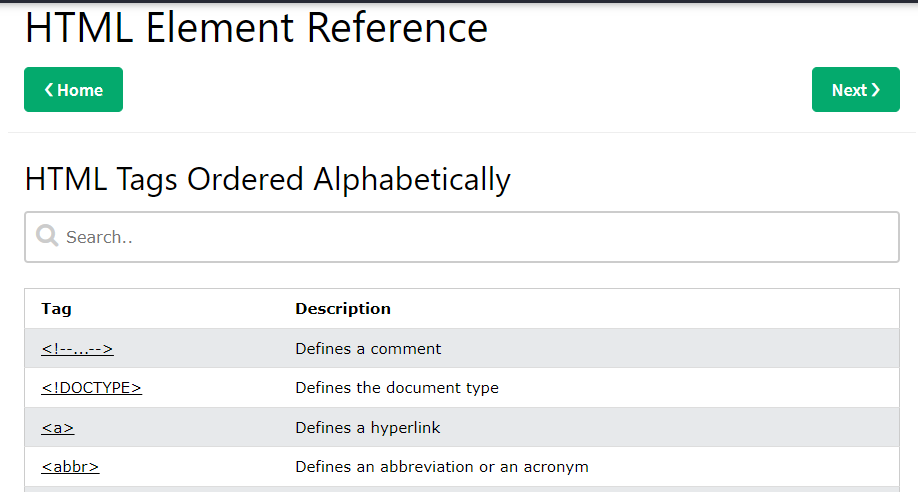 HTML Element Reference
❮ Home Next ❯
HTML Tags Ordered Alphabetically
Search..
Tag Description
<!--...--> Defines a comment
<!DOCTYPE> Defines the document type
<a> Defines a hyperlink
<abbr> Defines an abbreviation or an acronym